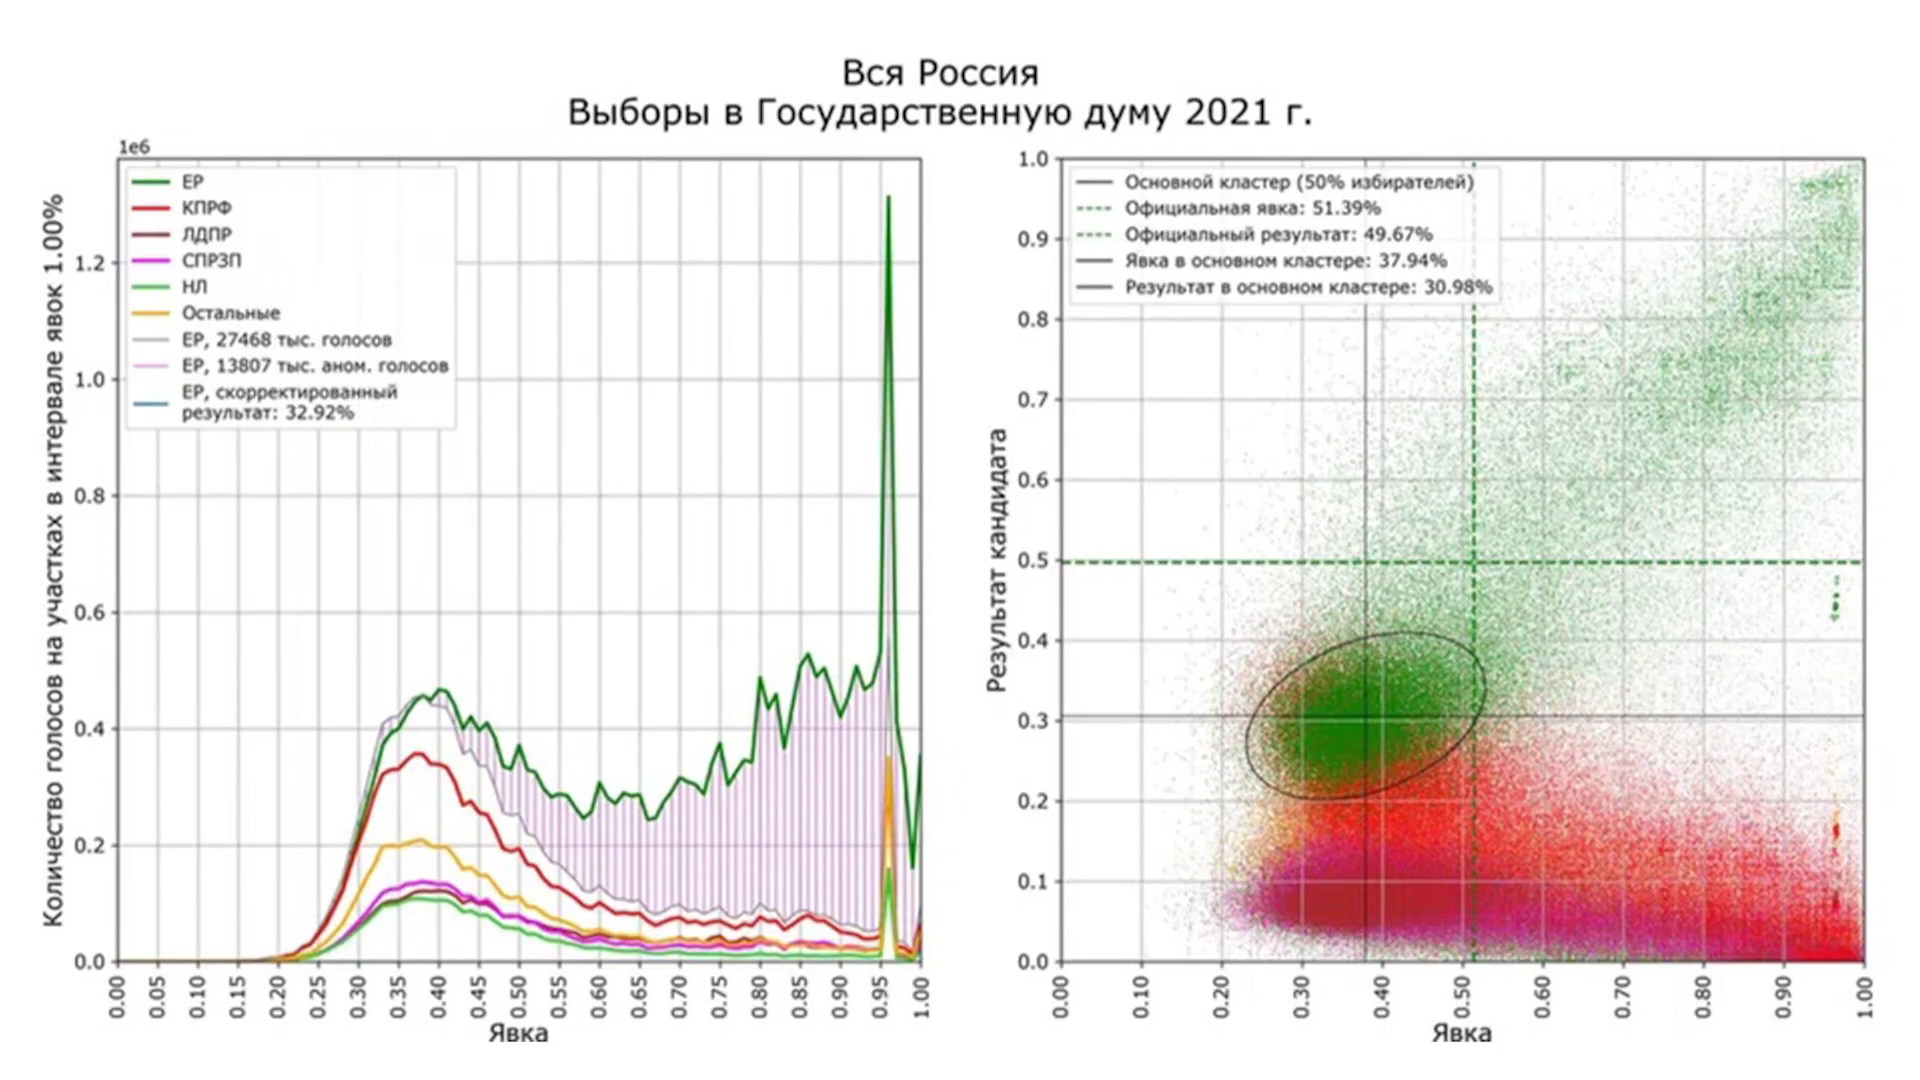 Вся Россия
Выборы в Государственную думу 2021 г.
1e6
Количество голосов на участках в интервале явок 1.00%
1.2
1.0
0.8
0.6
0.4
0.2
0.0
ЕР
КПРФ
ЛДПР
СПРЗП
НЛ
Остальные
ЕР, 27468 тыс. голосов
ЕР, 13807 тыс. аном. голосов
ЕР, скорректированный
результат: 32.92%
0.00 0.05 0.10 0.15 0.20 0.25 0.30 0.35 0.40 0.45 0.50 0.55 0.60 0.65 0.70 0.75 0.80 0.85 0.90 0.95 1.00
Явка
Результат кандидата
1.0
0.9
0.8
0.7
0.6
0.5
0.4
0.3
0.2
0.1
0.0
Основной кластер (50% избирателей)
Официальная явка: 51.39%
Официальный результат: 49.67%
Явка в основном кластере: 37.94%
Результат в основном кластере: 30.98%
0.00 0.10 0.20 0.30 0.40 0.50 0.60 0.70 0.80 0.90 1.00
Явка